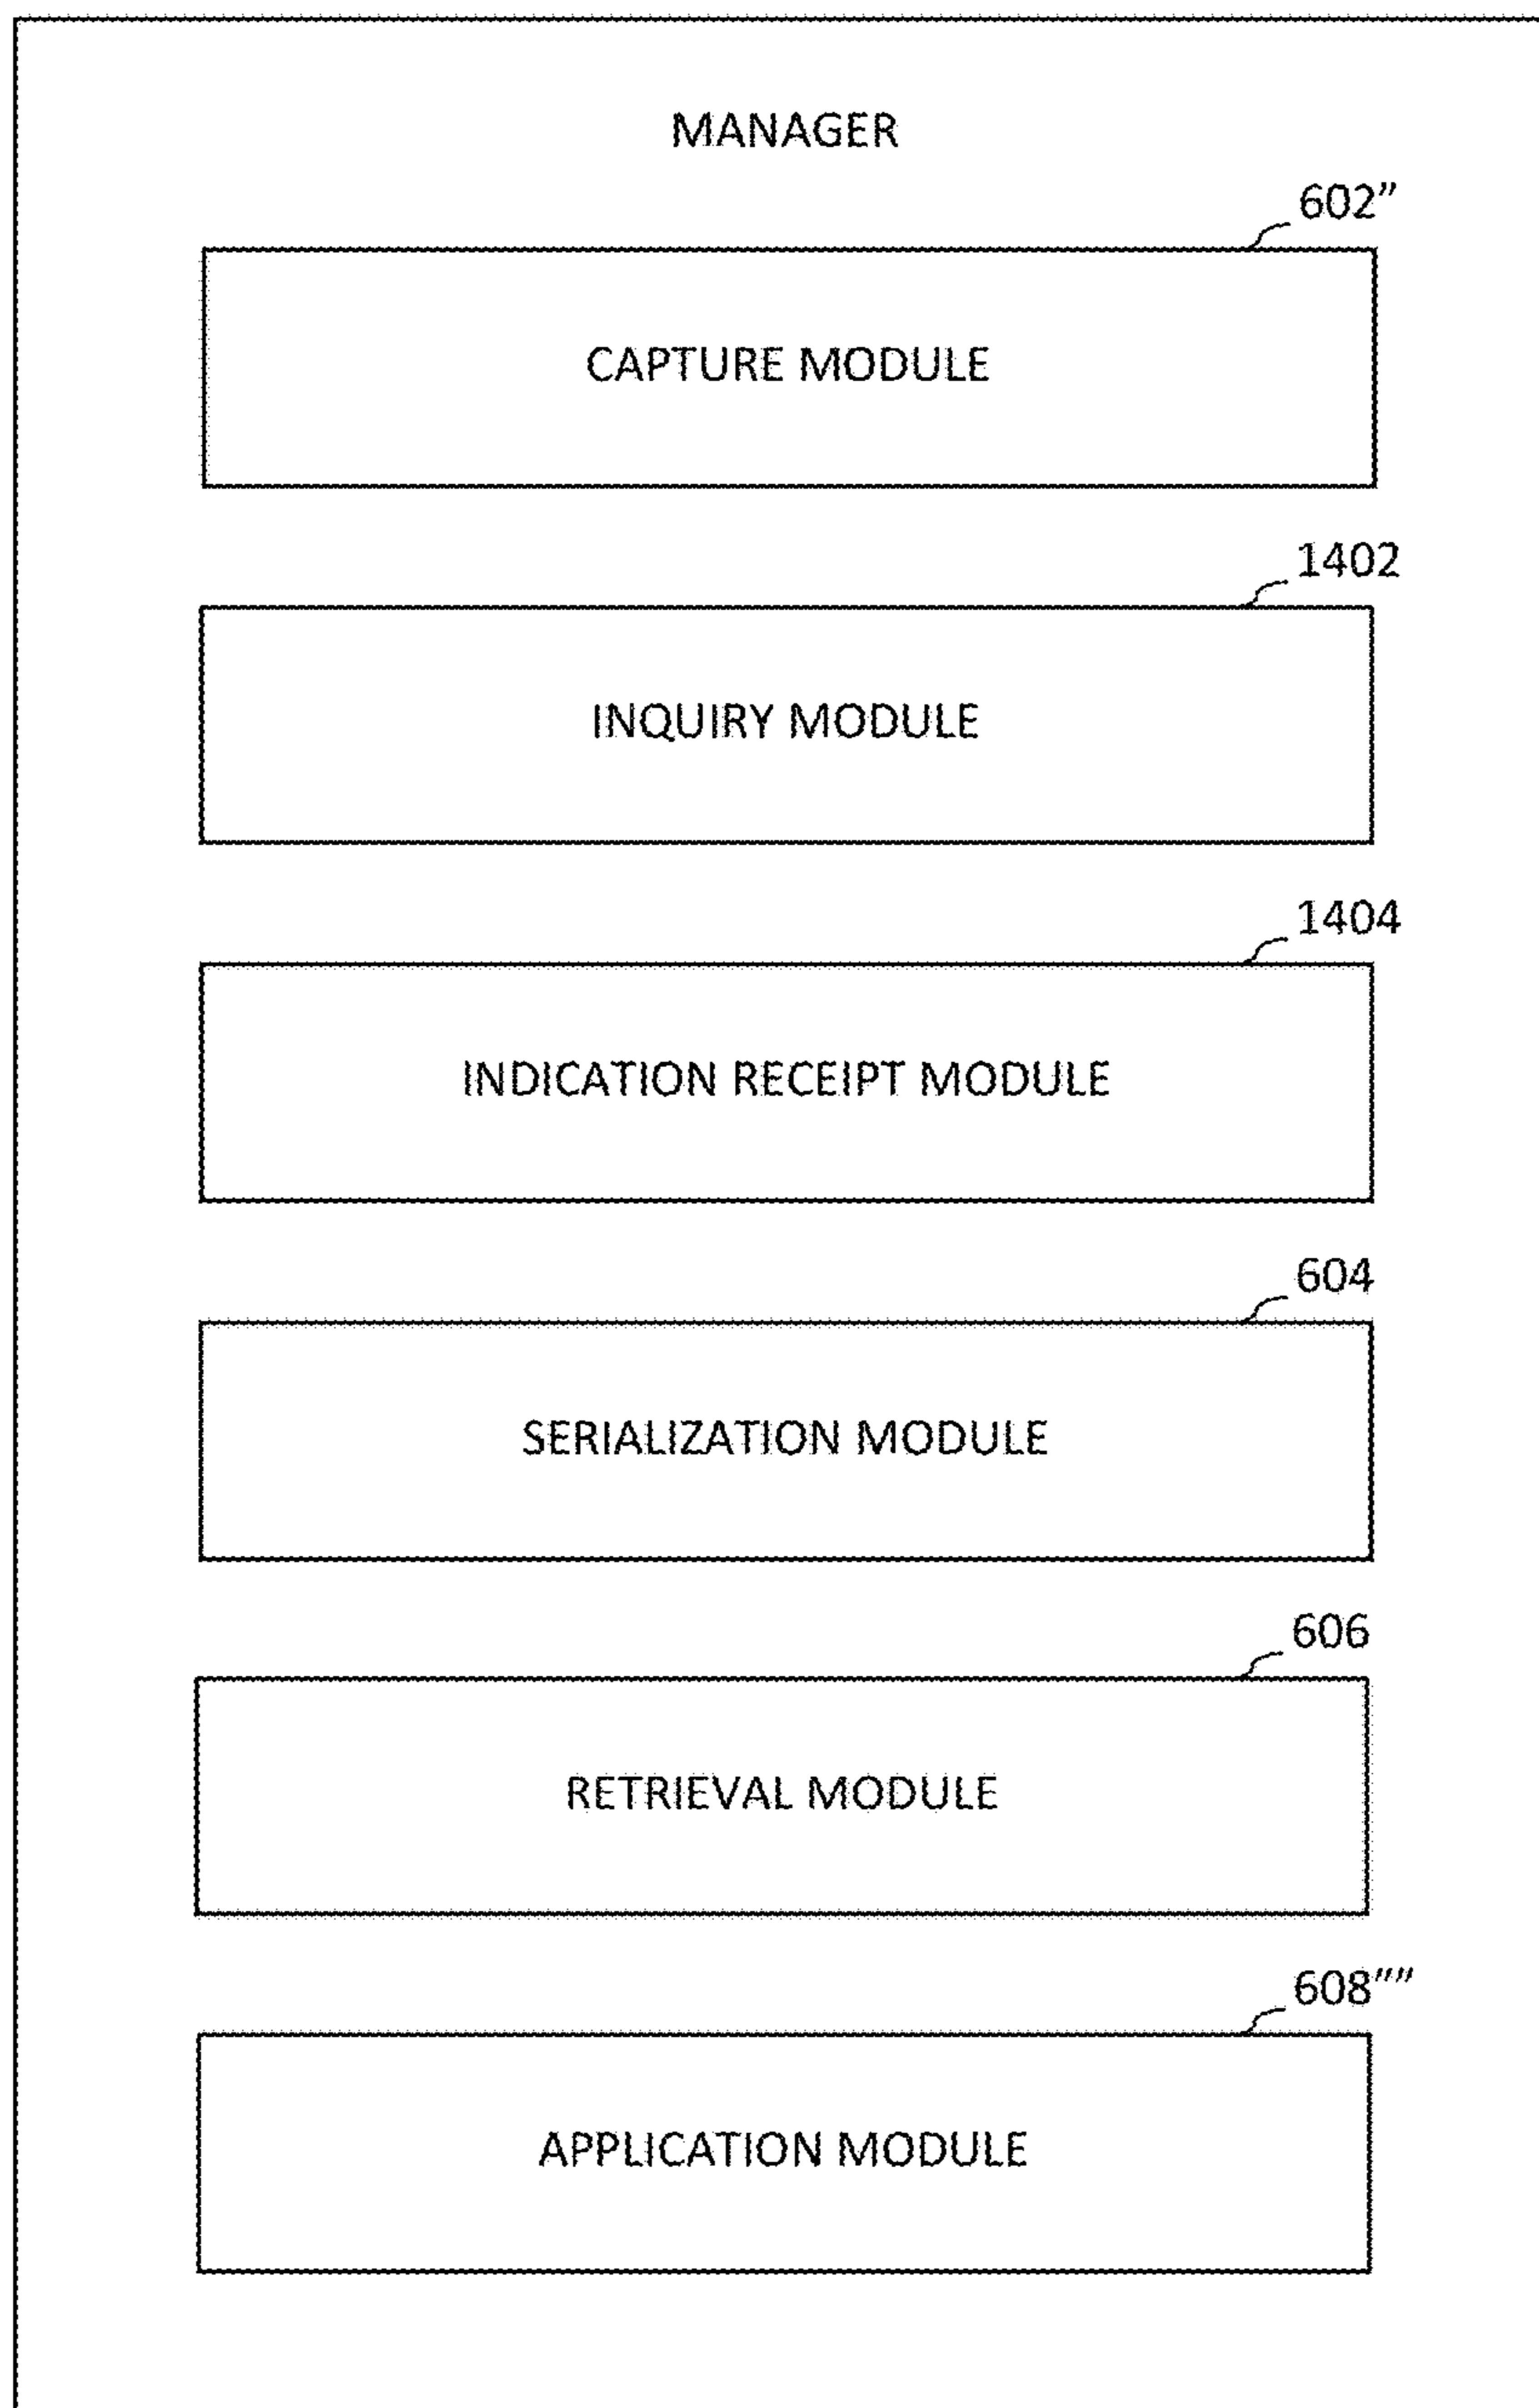 MANAGER
602”
CAPTURE MODULE
1402
INQUIRY MODULE
1404
INDICATION RECEIPT MODULE
604
SERIALIZATION MODULE
606
RETRIEVAL MODULE
608””
APPLICATION MODULE